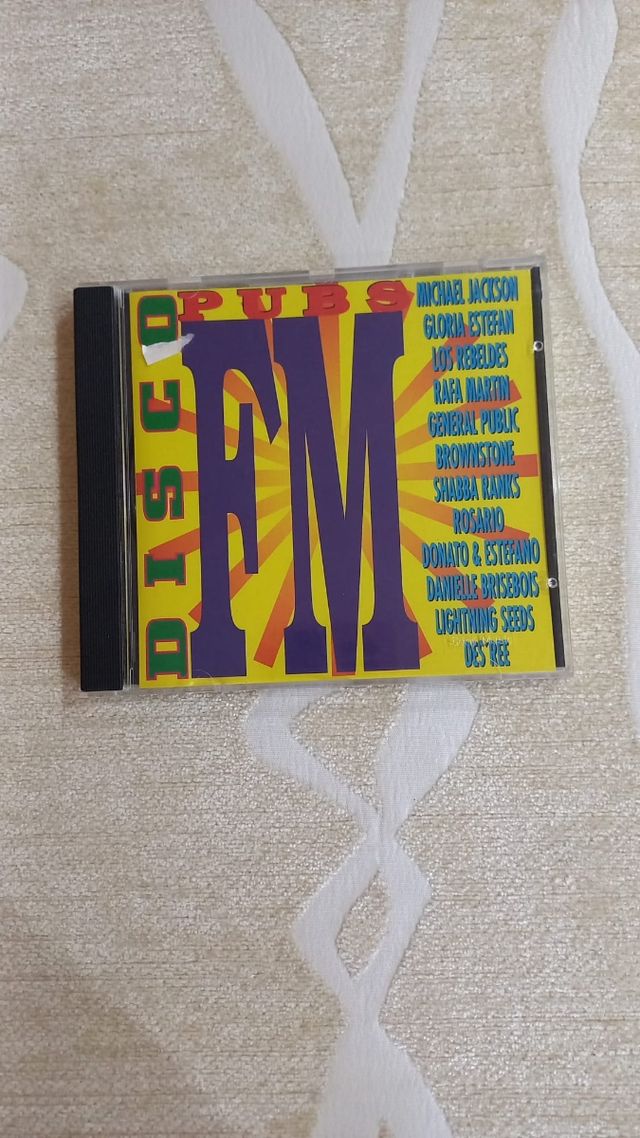 DISCO
PUBS
FM
MICHAEL JACKSON
GLORIA ESTEFAN
LOS REBELDES
RAFA MARTIN
GENERAL PUBLIC
BROWNSTONE
SHABBA RANKS
ROSARIO
DONATO & ESTEFANO
DANIELLE BRISEBOIS
LIGHTNING SEEDS
DES'REE